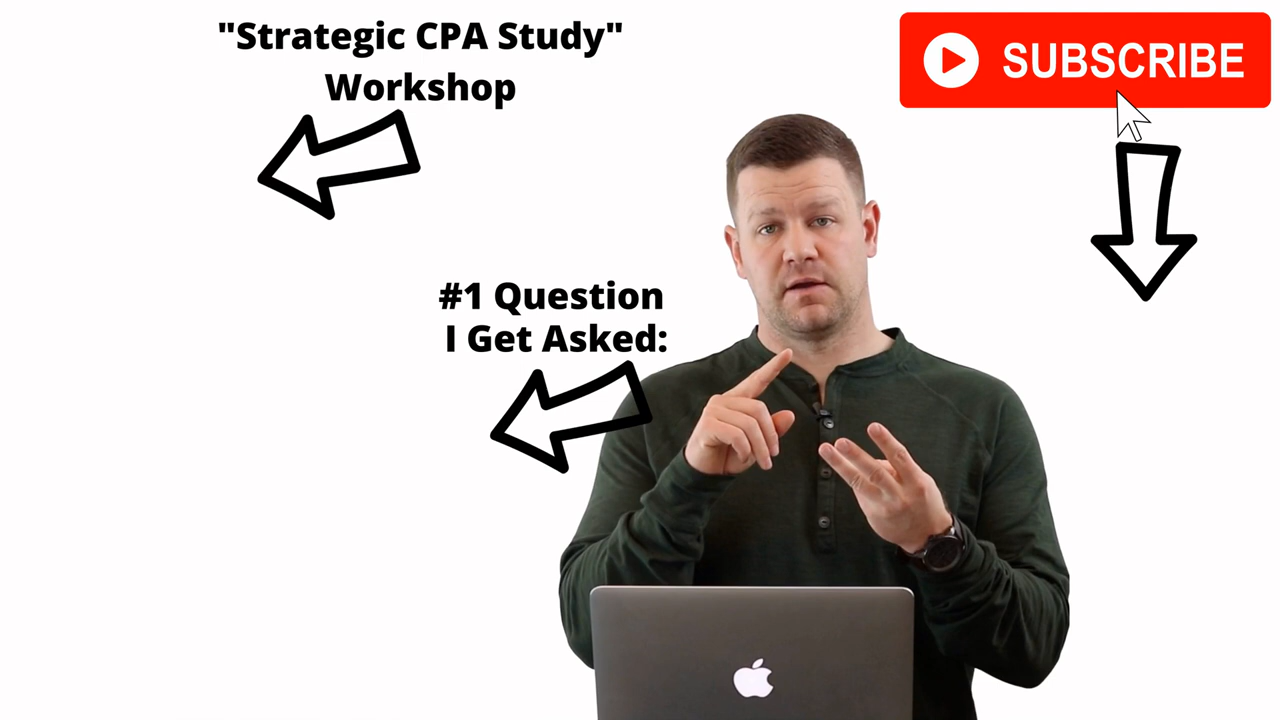 "Strategic CPA Study"
Workshop
SUBSCRIBE
#1 Question
I Get Asked: